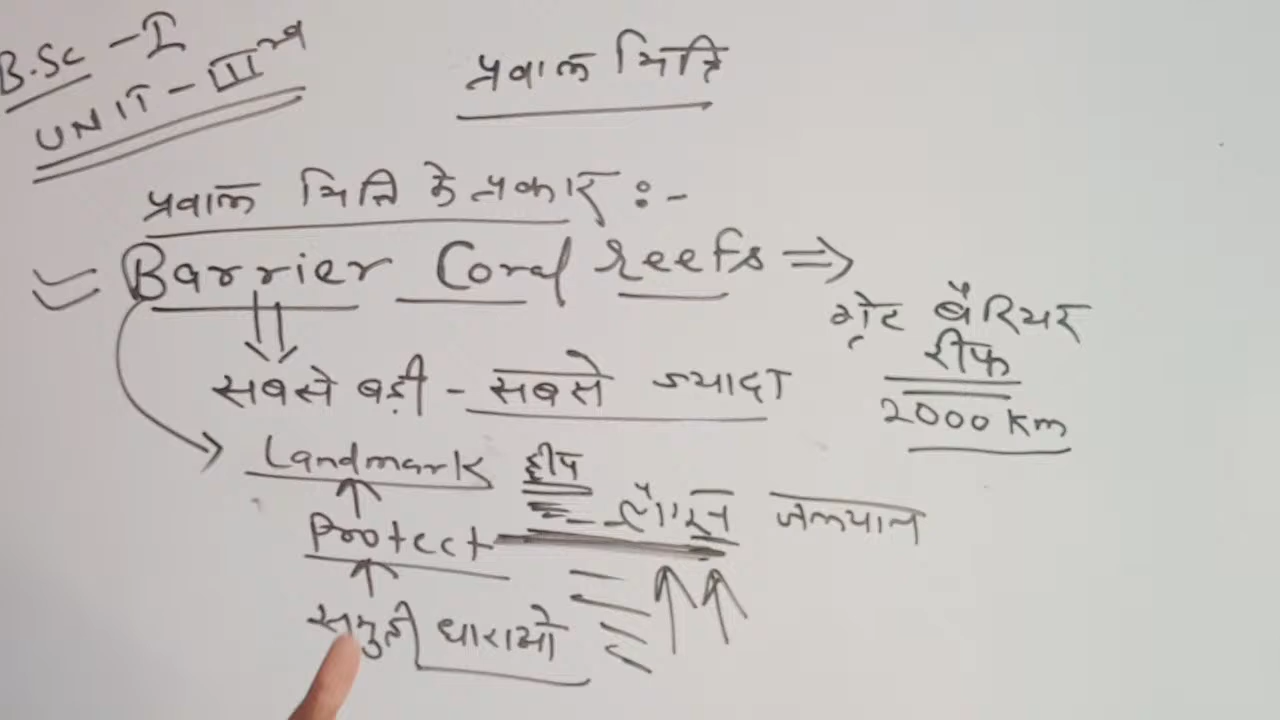 B.Sc - I
UNIT - III
प्रवाल भित्ति
प्रवाल भित्ति के प्रकार :-
Barrier Coral reefs ⇒
ग्रेट बैरियर
रीफ
2000 Km
सबसे बड़ी - सबसे ज्यादा
Landmark द्वीप
Protect - लैगून जलयान
समुद्री धाराओ